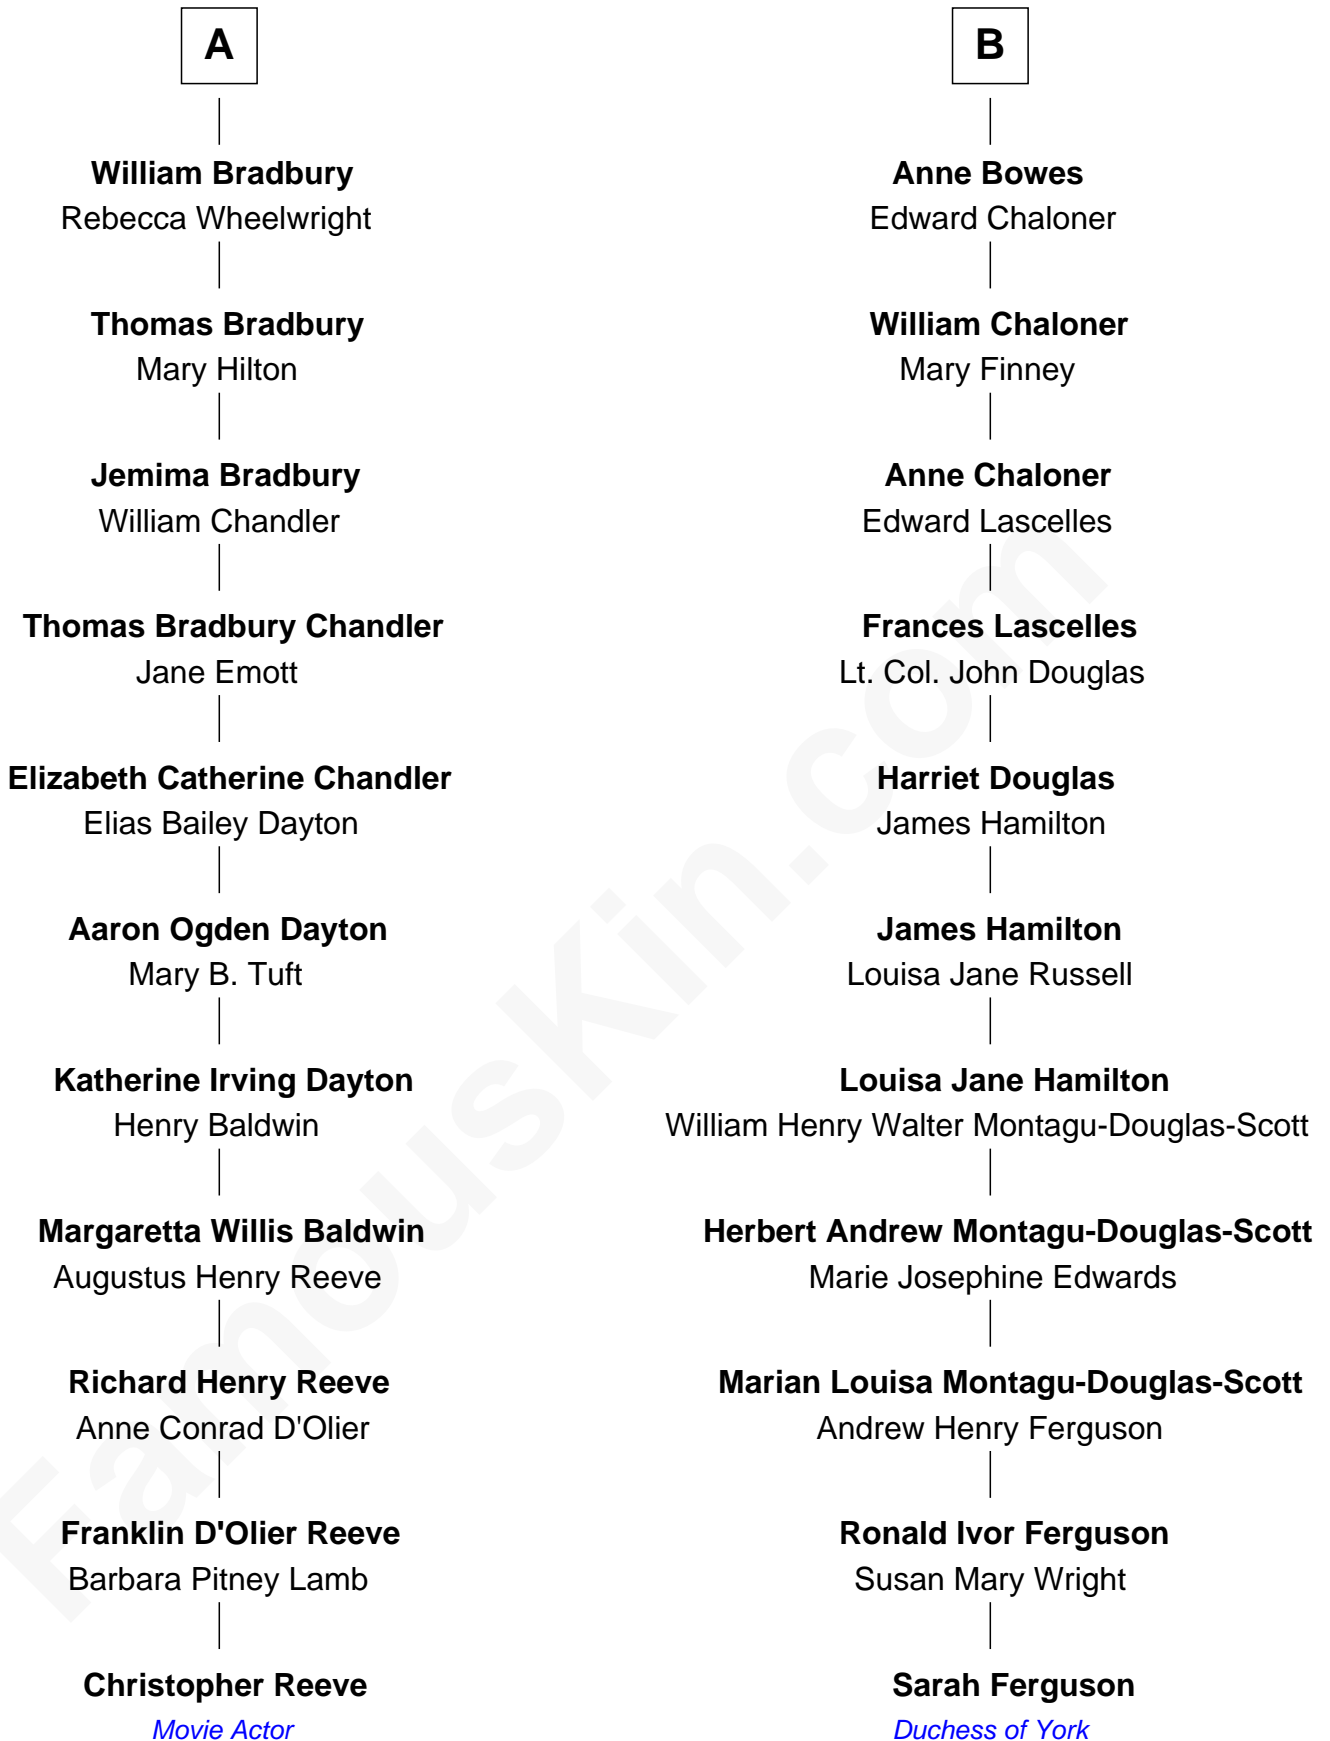 A
William Bradbury
Rebecca Wheelwright
Thomas Bradbury
Mary Hilton
Jemima Bradbury
William Chandler
Thomas Bradbury Chandler
Jane Emott
Elizabeth Catherine Chandler
Elias Bailey Dayton
Aaron Ogden Dayton
Mary B. Tuft
Katherine Irving Dayton
Henry Baldwin
Margaretta Willis Baldwin
Augustus Henry Reeve
Richard Henry Reeve
Anne Conrad D'Olier
Franklin D'Olier Reeve
Barbara Pitney Lamb
Christopher Reeve
Movie Actor
B
Anne Bowes
Edward Chaloner
William Chaloner
Mary Finney
Anne Chaloner
Edward Lascelles
Frances Lascelles
Lt. Col. John Douglas
Harriet Douglas
James Hamilton
James Hamilton
Louisa Jane Russell
Louisa Jane Hamilton
William Henry Walter Montagu-Douglas-Scott
Herbert Andrew Montagu-Douglas-Scott
Marie Josephine Edwards
Marian Louisa Montagu-Douglas-Scott
Andrew Henry Ferguson
Ronald Ivor Ferguson
Susan Mary Wright
Sarah Ferguson
Duchess of York
FamousKin.com